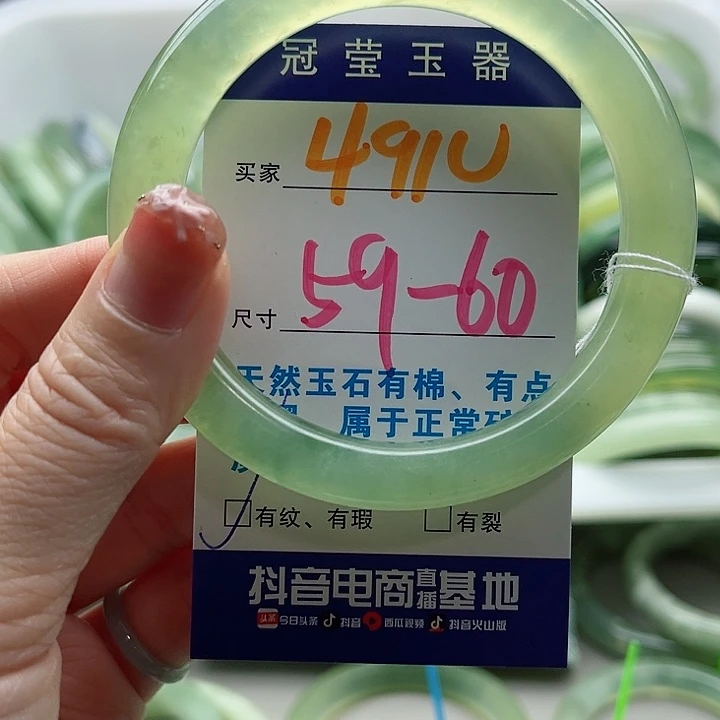 冠莹玉器
买家 491U
尺寸 59-60
天然玉石有棉、有点
属于正常
有纹、有瑕 有裂
抖音电商直播基地
今日头条 抖音 西瓜视频 抖音火山版